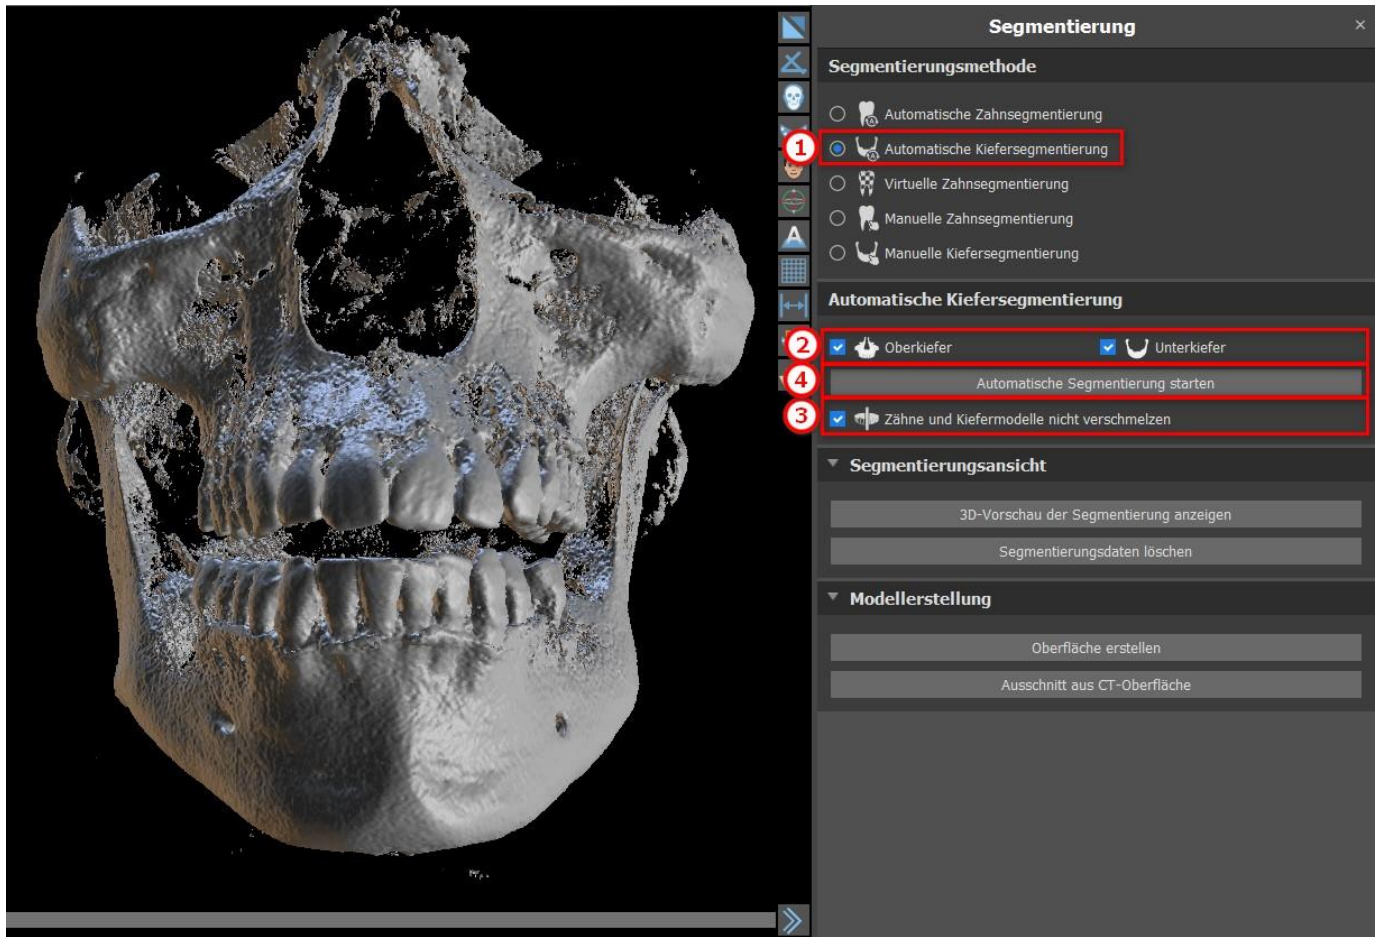 Segmentierung ×
Segmentierungsmethode
Automatische Zahnsegmentierung
1 Automatische Kiefersegmentierung
Virtuelle Zahnsegmentierung
Manuelle Zahnsegmentierung
Manuelle Kiefersegmentierung
Automatische Kiefersegmentierung
2 Oberkiefer Unterkiefer
4 Automatische Segmentierung starten
3 Zähne und Kiefermodelle nicht verschmelzen
Segmentierungsansicht
3D-Vorschau der Segmentierung anzeigen
Segmentierungsdaten löschen
Modellerstellung
Oberfläche erstellen
Ausschnitt aus CT-Oberfläche